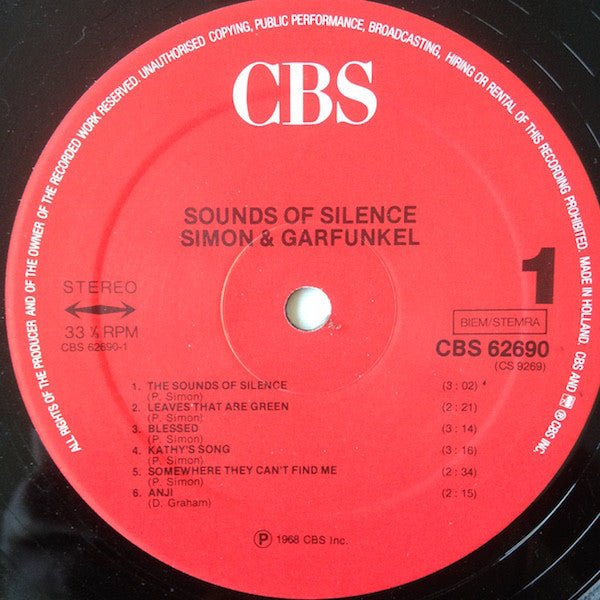 ALL RIGHTS OF THE PRODUCER AND OF THE OWNER OF THE RECORDED WORK RESERVED. UNAUTHORISED COPYING, PUBLIC PERFORMANCE, BROADCASTING, HIRING OR RENTAL OF THIS RECORDING PROHIBITED. MADE IN HOLLAND. CBS AND ® CBS INC.
CBS
SOUNDS OF SILENCE
SIMON & GARFUNKEL
1
STEREO
33 ⅓ RPM
CBS 62690-1
BIEM/STEMRA
CBS 62690
(CS 9269)
1. THE SOUNDS OF SILENCE (3 : 02)
(P. Simon)
2. LEAVES THAT ARE GREEN (2 : 21)
(P. Simon)
3. BLESSED (3 : 14)
(P. Simon)
4. KATHY'S SONG (3 : 16)
(P. Simon)
5. SOMEWHERE THEY CAN'T FIND ME (2 : 34)
(P. Simon)
6. ANJI (2 : 15)
(D. Graham)
℗ 1968 CBS Inc.